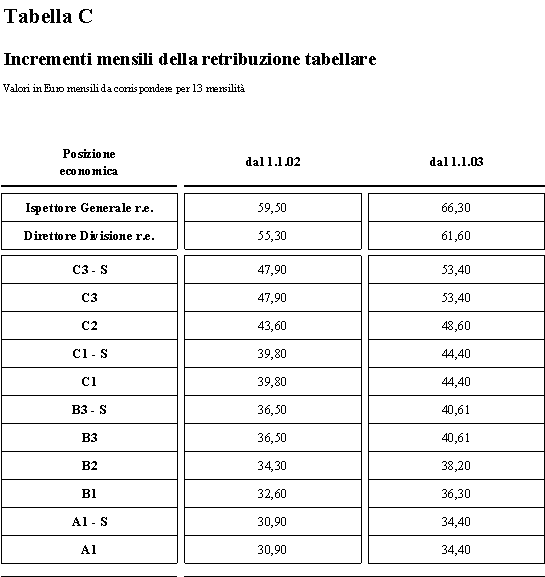 Tabella C
Incrementi mensili della retribuzione tabellare
Valori in Euro mensili da corrispondere per 13 mensilità
Posizione
economica dal 1.1.02 dal 1.1.03
Ispettore Generale r.e. 59,50 66,30
Direttore Divisione r.e. 55,30 61,60
C3 - S 47,90 53,40
C3 47,90 53,40
C2 43,60 48,60
C1 - S 39,80 44,40
C1 39,80 44,40
B3 - S 36,50 40,61
B3 36,50 40,61
B2 34,30 38,20
B1 32,60 36,30
A1 - S 30,90 34,40
A1 30,90 34,40